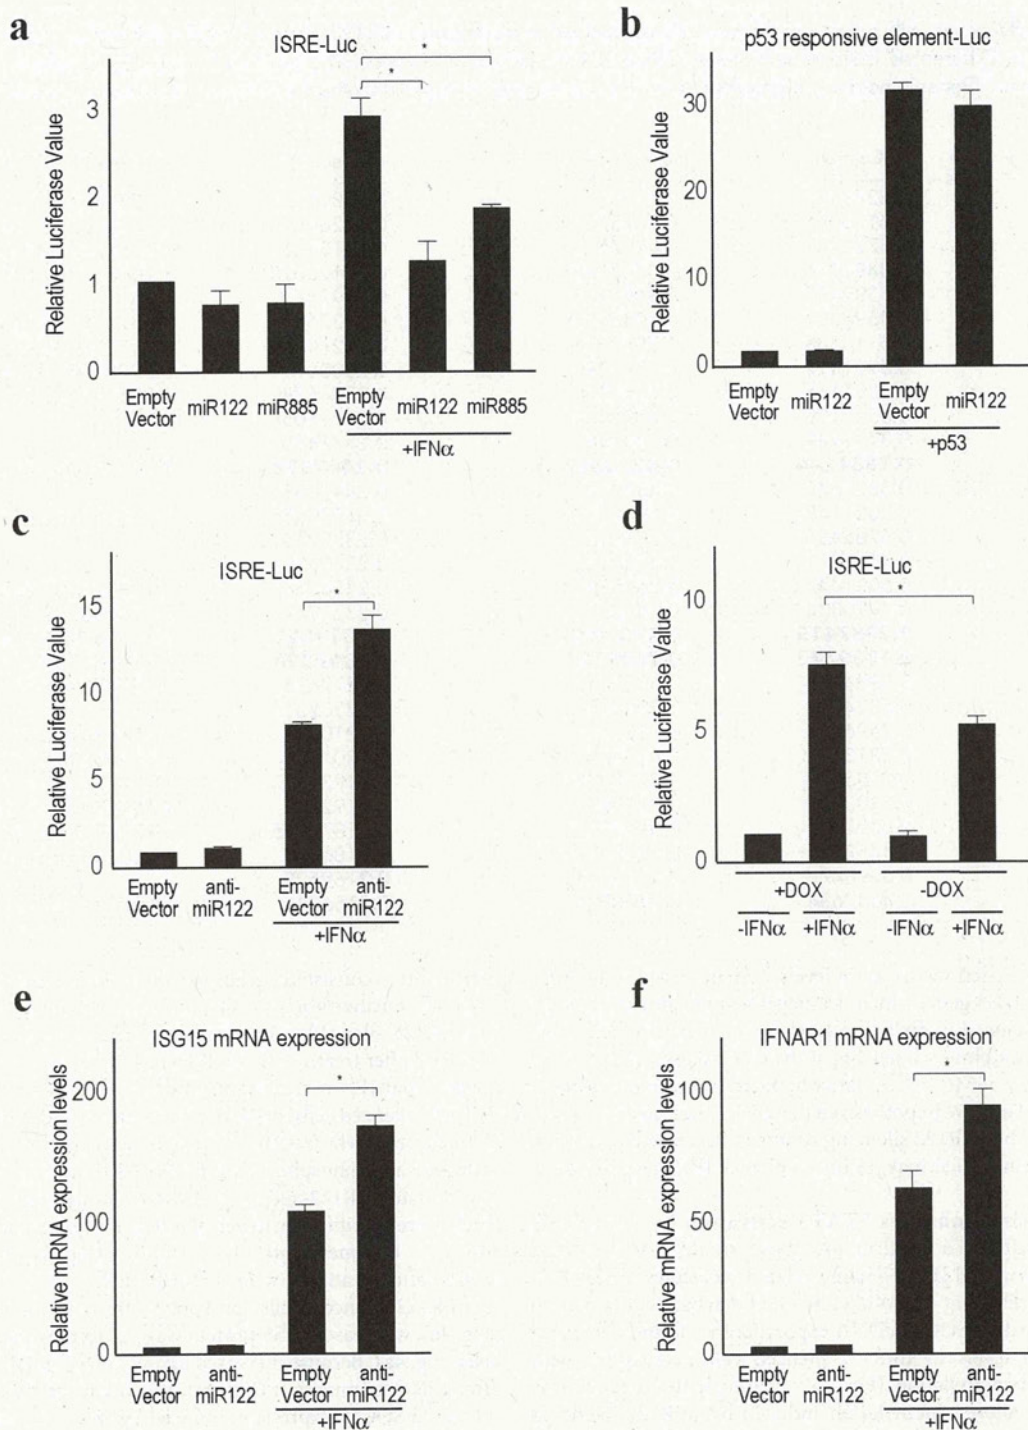 a
ISRE-Luc
*
*
Relative Luciferase Value
3
2
1
0
Empty Vector
miR122
miR885
Empty Vector
miR122
miR885
+IFNα
b
p53 responsive element-Luc
Relative Luciferase Value
30
20
10
0
Empty Vector
miR122
Empty Vector
miR122
+p53
c
ISRE-Luc
*
Relative Luciferase Value
15
10
5
0
Empty Vector
anti-miR122
Empty Vector
anti-miR122
+IFNα
d
ISRE-Luc
*
Relative Luciferase Value
10
5
0
+DOX
-DOX
-IFNα
+IFNα
-IFNα
+IFNα
e
ISG15 mRNA expression
*
Relative mRNA expression levels
200
100
0
Empty Vector
anti-miR122
Empty Vector
anti-miR122
+IFNα
f
IFNAR1 mRNA expression
*
Relative mRNA expression levels
100
50
0
Empty Vector
anti-miR122
Empty Vector
anti-miR122
+IFNα